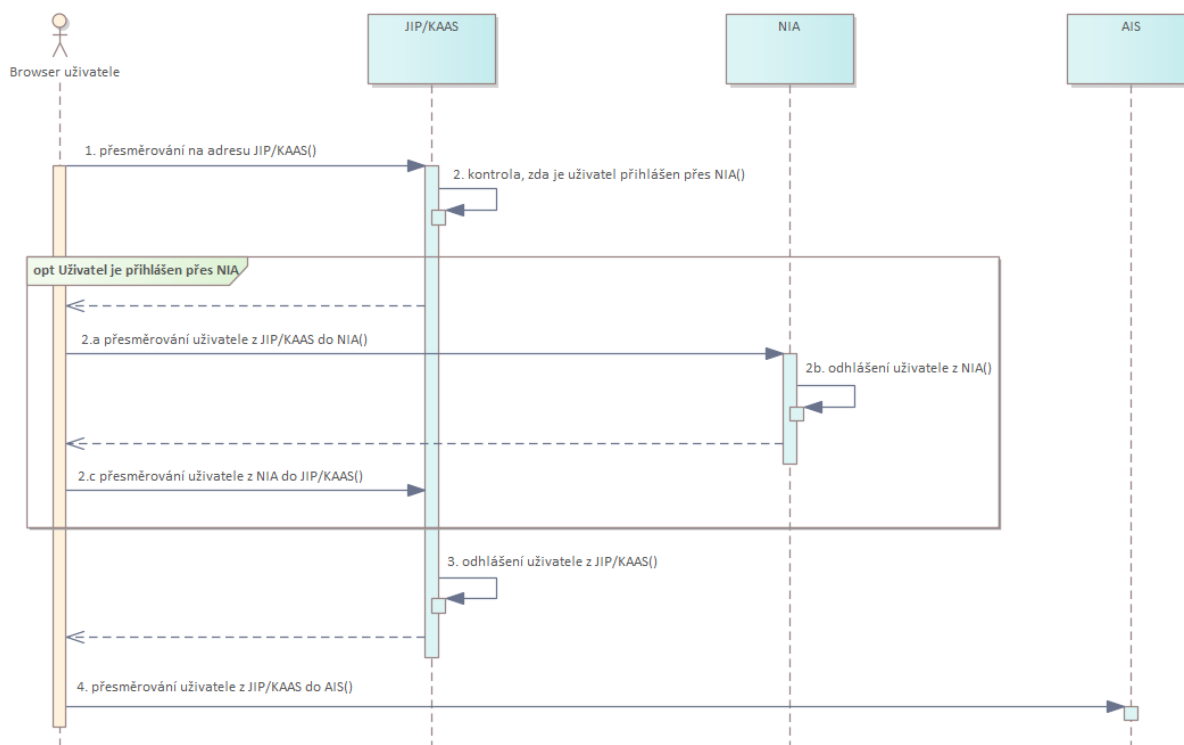 JIP/KAAS
NIA
AIS
Browser uživatele
1. přesměrování na adresu JIP/KAAS()
2. kontrola, zda je uživatel přihlášen přes NIA()
opt Uživatel je přihlášen přes NIA
2.a přesměrování uživatele z JIP/KAAS do NIA()
2b. odhlášení uživatele z NIA()
2.c přesměrování uživatele z NIA do JIP/KAAS()
3. odhlášení uživatele z JIP/KAAS()
4. přesměrování uživatele z JIP/KAAS do AIS()